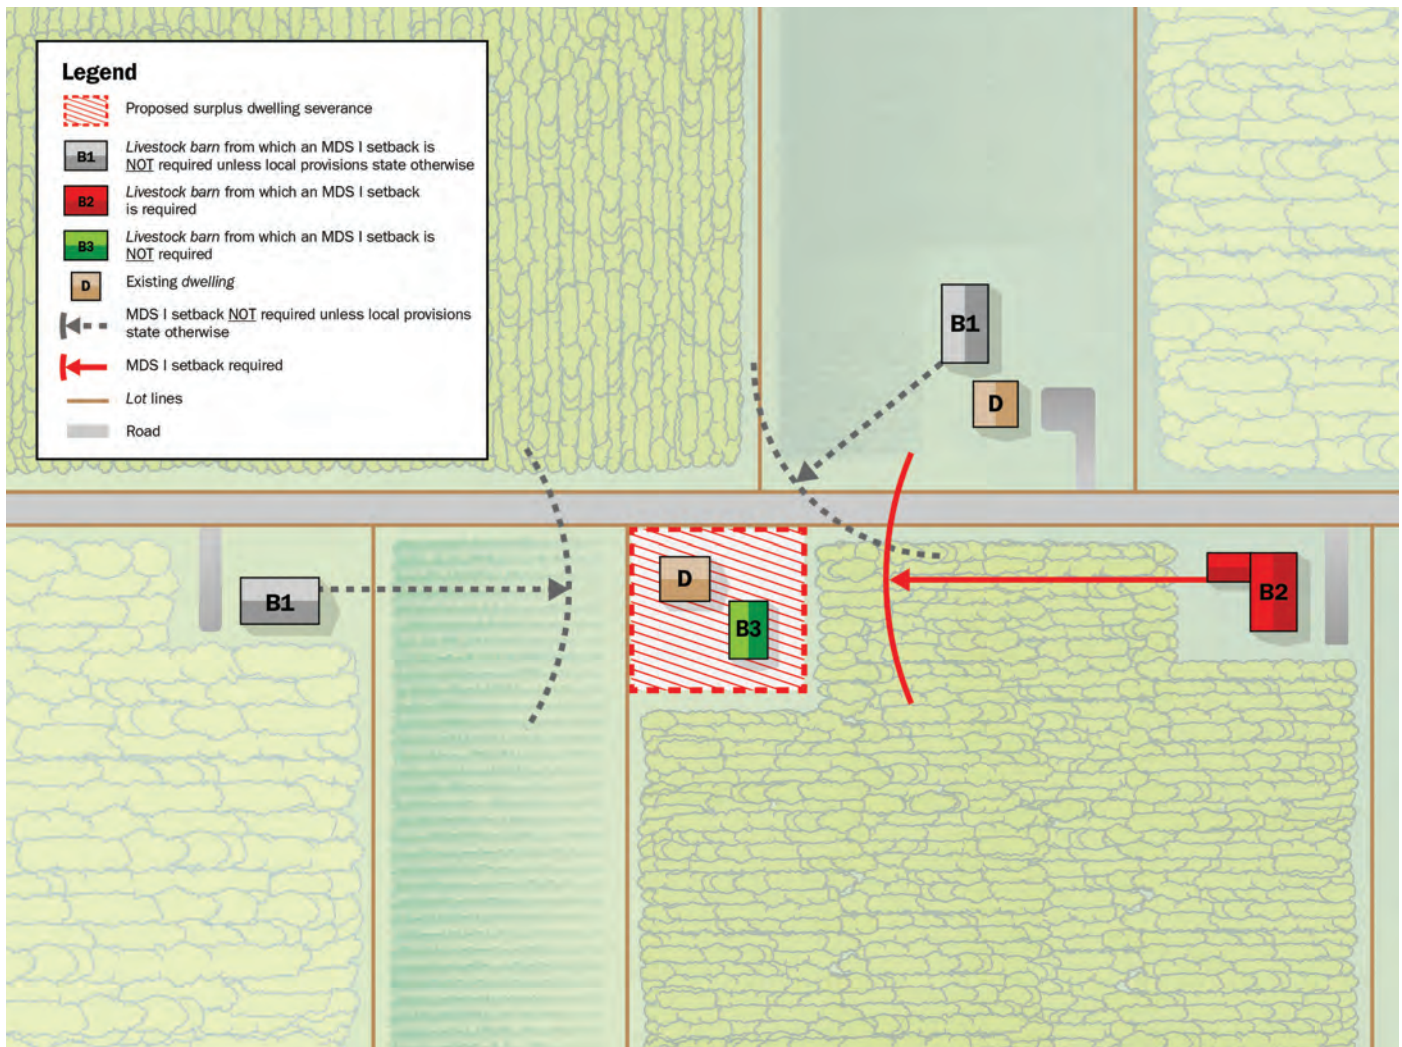 Legend
Proposed surplus dwelling severance
B1
Livestock barn from which an MDS I setback is
NOT required unless local provisions state otherwise
B2
Livestock barn from which an MDS I setback
is required
B3
Livestock barn from which an MDS I setback is
NOT required
D
Existing dwelling
MDS I setback NOT required unless local provisions
state otherwise
MDS I setback required
Lot lines
Road
B1
D
B1
D
B3
B2